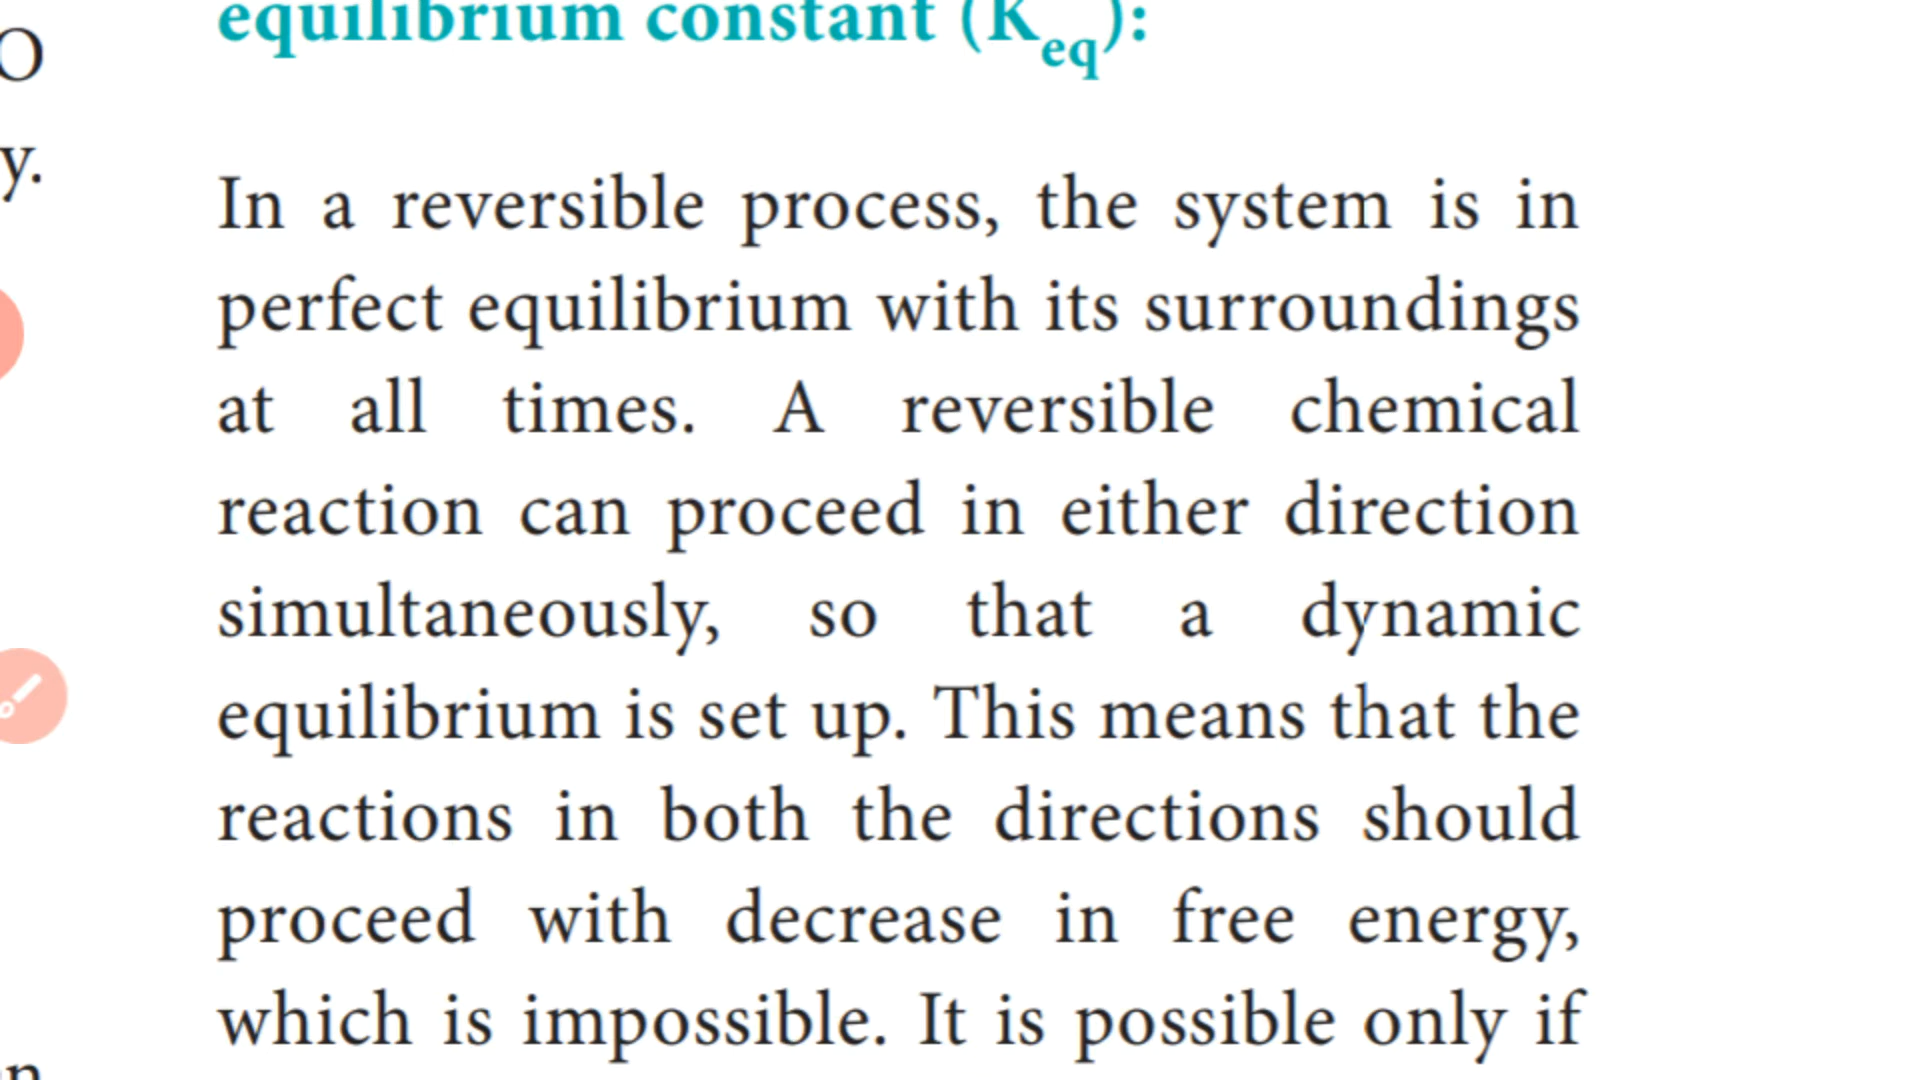 equilibrium constant (Keq):
O
y.
In a reversible process, the system is in
perfect equilibrium with its surroundings
at all times. A reversible chemical
reaction can proceed in either direction
simultaneously, so that a dynamic
equilibrium is set up. This means that the
reactions in both the directions should
proceed with decrease in free energy,
which is impossible. It is possible only if